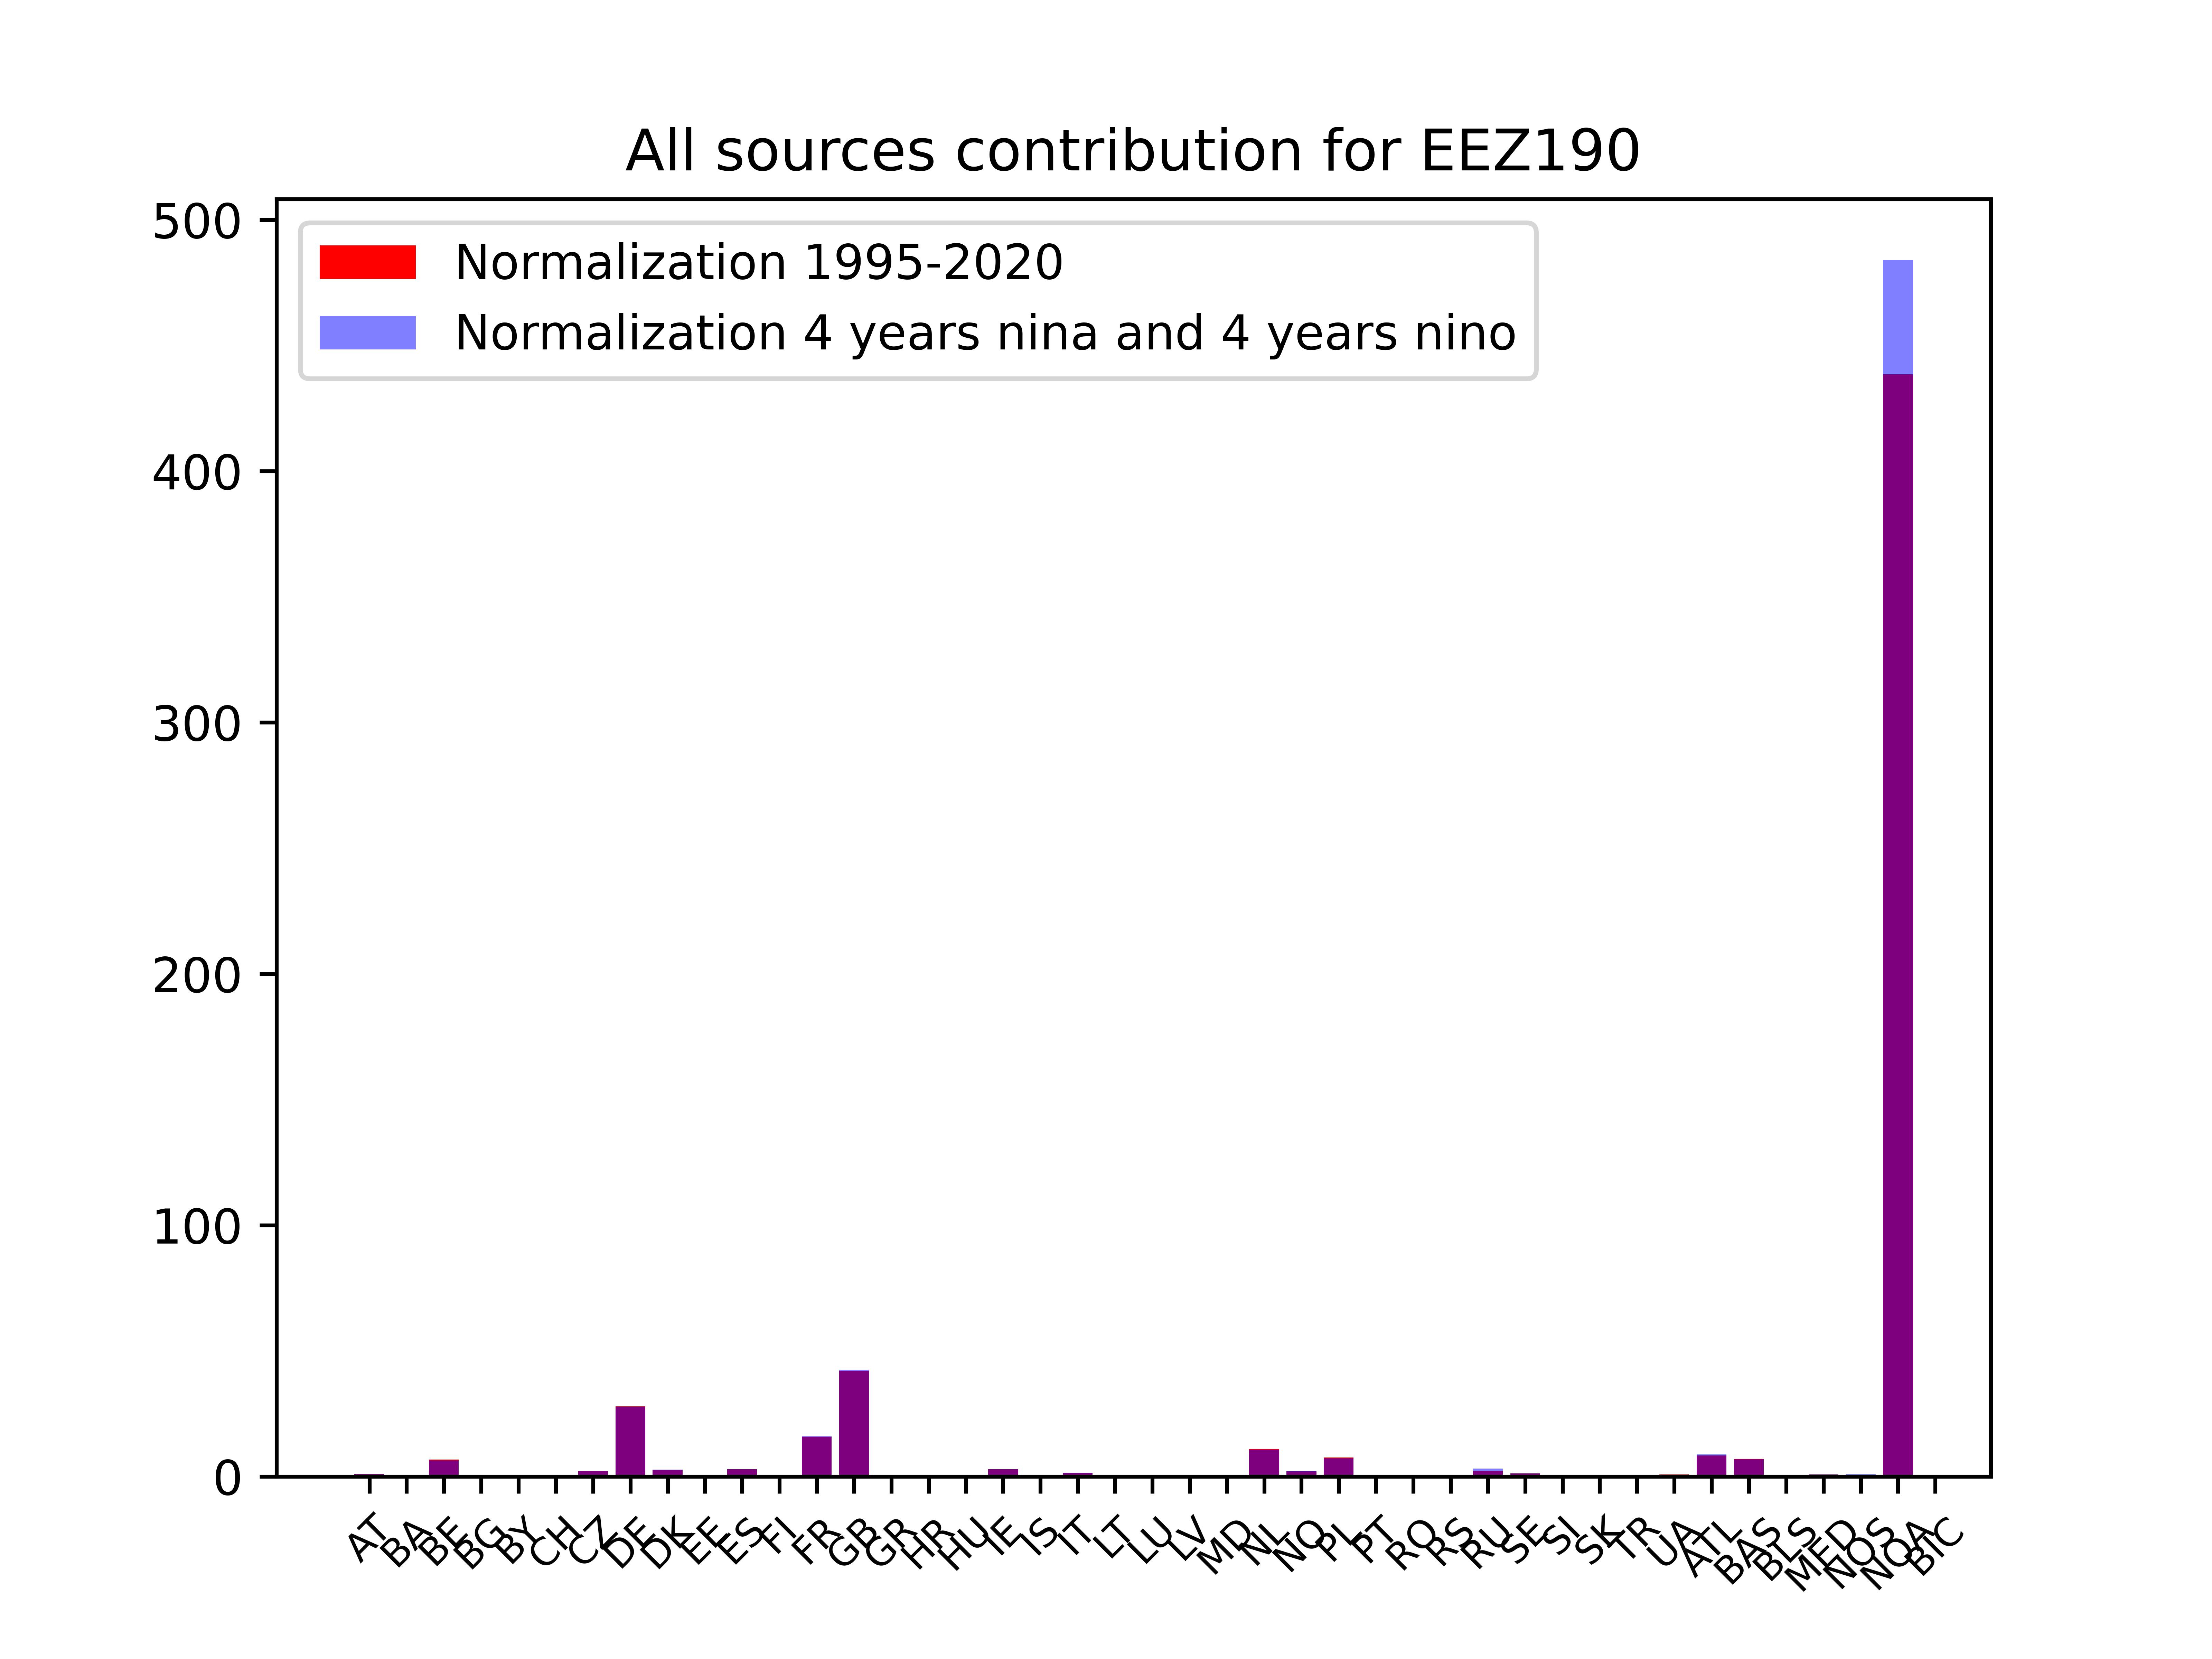 All sources contribution for EEZ190
500
400
300
200
100
0
Normalization 1995-2020
Normalization 4 years nina and 4 years nino
AT
BA
BE
BG
BY
CH
CZ
DE
DK
EE
ES
FI
FR
GB
GR
HR
HU
IE
IS
IT
LT
LU
LV
MD
NL
NO
PL
PT
RO
RS
RU
SE
SI
SK
TR
UA
ATL
BAS
BLS
MED
NOS
NOA
BIC